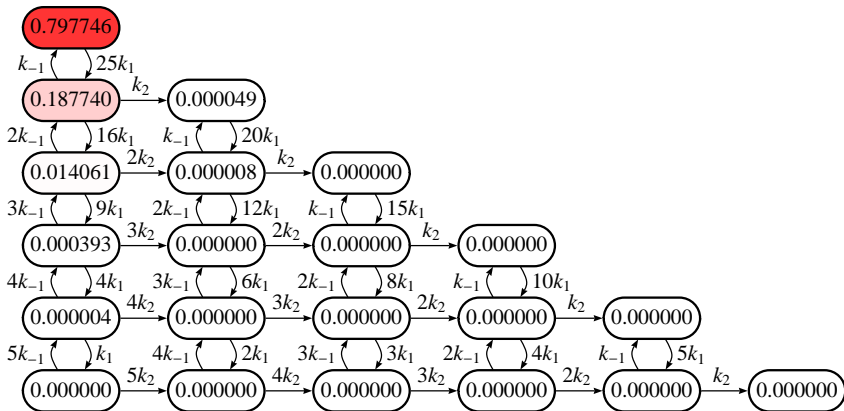 0.797746
k₋₁ 25k₁
k₂
0.187740 0.000049
2k₋₁ 16k₁ k₋₁ 20k₁
2k₂ k₂
0.014061 0.000008 0.000000
3k₋₁ 9k₁ 2k₋₁ 12k₁ k₋₁ 15k₁
3k₂ 2k₂ k₂
0.000393 0.000000 0.000000 0.000000
4k₋₁ 4k₁ 3k₋₁ 6k₁ 2k₋₁ 8k₁ k₋₁ 10k₁
4k₂ 3k₂ 2k₂ k₂
0.000004 0.000000 0.000000 0.000000 0.000000
5k₋₁ k₁ 4k₋₁ 2k₁ 3k₋₁ 3k₁ 2k₋₁ 4k₁ k₋₁ 5k₁
5k₂ 4k₂ 3k₂ 2k₂ k₂
0.000000 0.000000 0.000000 0.000000 0.000000 0.000000